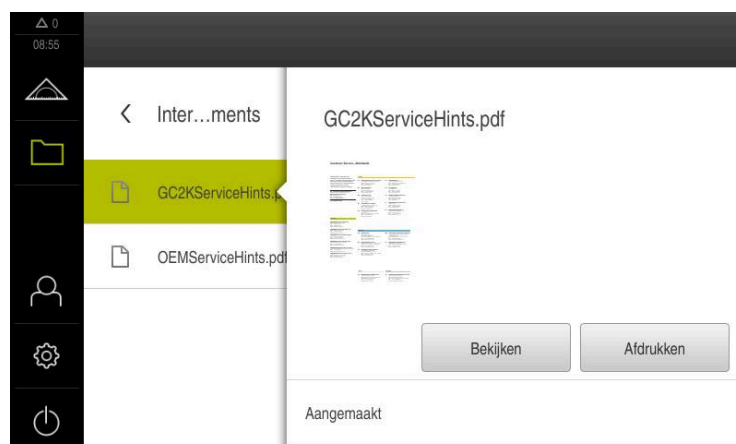 0
08:55
Inter...ments
GC2KServiceHints.pdf
GC2KServiceHints.p
OEMServiceHints.pdf
Bekijken
Afdrukken
Aangemaakt